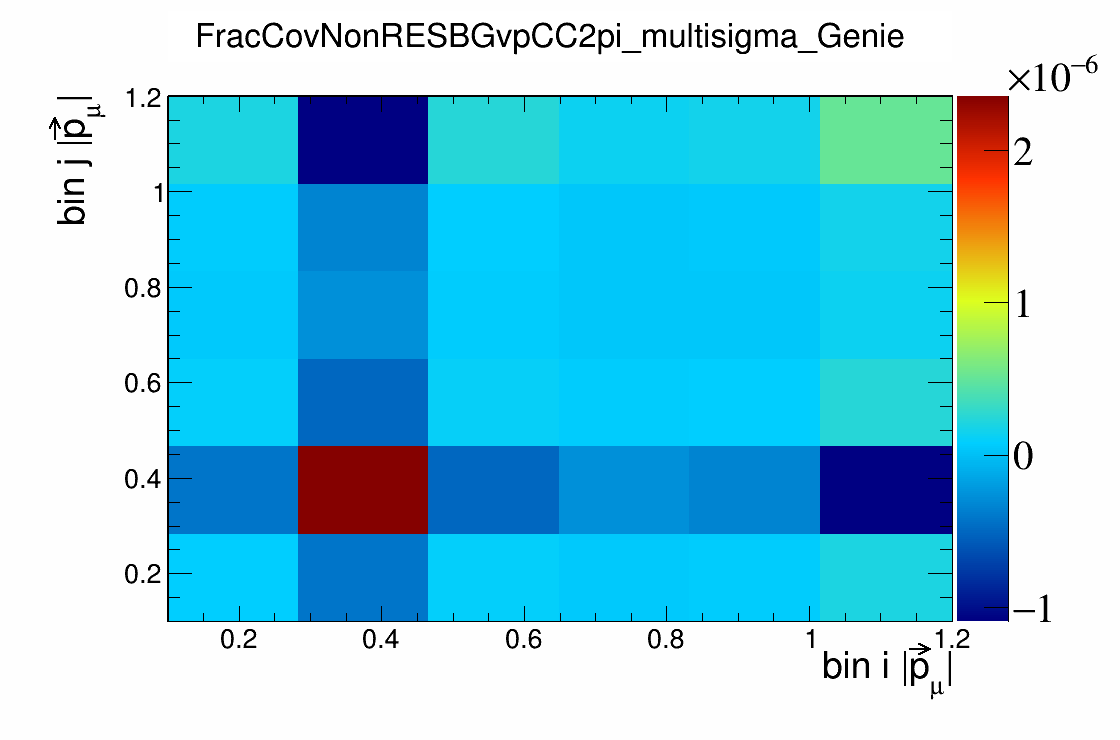 FracCovNonRESBGvpCC2pi_multisigma_Genie
×10⁻⁶
bin j |p⃗μ|
1.2
1
0.8
0.6
0.4
0.2
0.2 0.4 0.6 0.8 1 1.2
bin i |p⃗μ|
2
1
0
−1